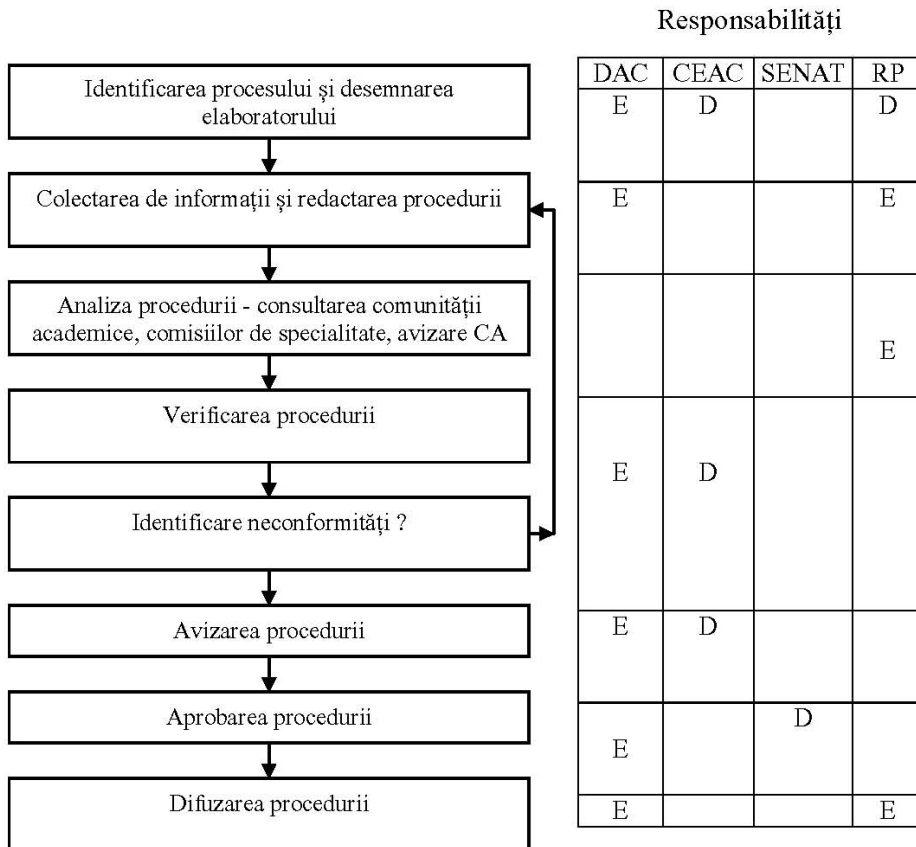 Responsabilități
DAC CEAC SENAT RP
Identificarea procesului și desemnarea
elaboratorului
E D D
Colectarea de informații și redactarea procedurii
E E
Analiza procedurii - consultarea comunității
academice, comisiilor de specialitate, avizare CA
E
Verificarea procedurii
E D
Identificare neconformități ?
Avizarea procedurii
E D
Aprobarea procedurii
D
E
Difuzarea procedurii
E E